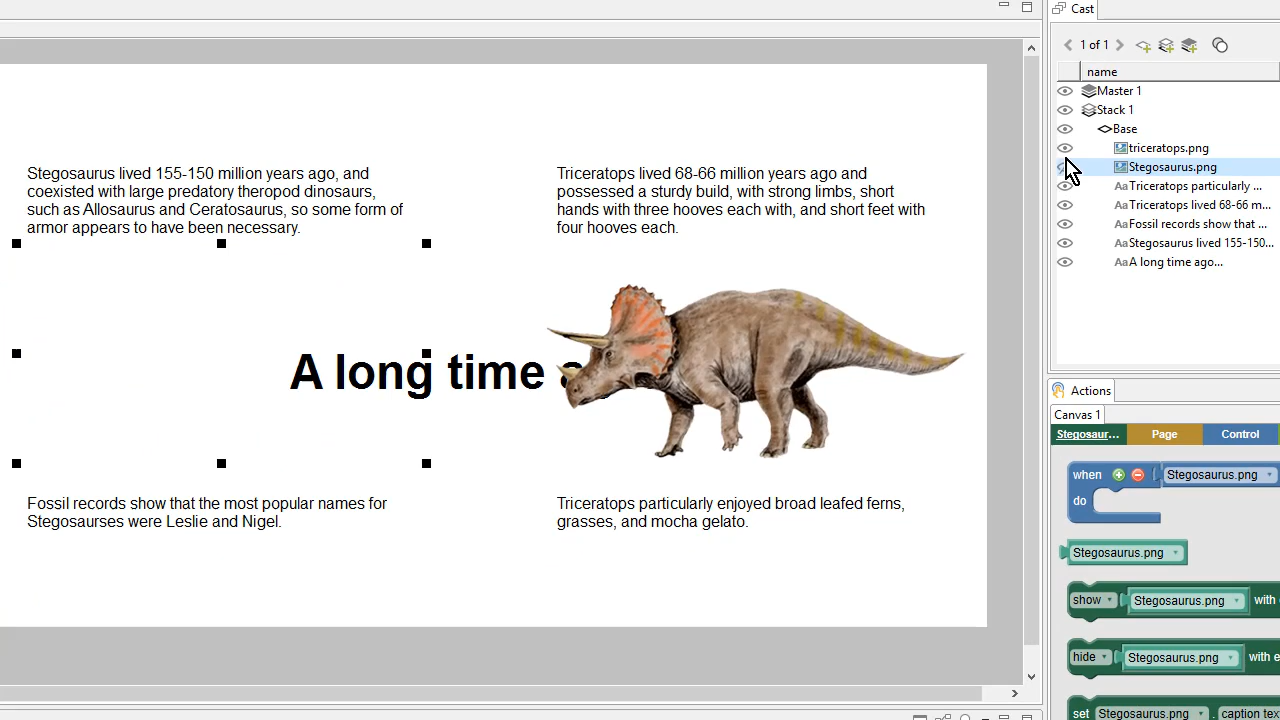 Cast
1 of 1
name
Master 1
Stack 1
Base
triceratops.png
Stegosaurus.png
Aa Triceratops particularly ...
Aa Triceratops lived 68-66 m...
Aa Fossil records show that ...
Aa Stegosaurus lived 155-150...
Aa A long time ago...
Stegosaurus lived 155-150 million years ago, and
coexisted with large predatory theropod dinosaurs,
such as Allosaurus and Ceratosaurus, so some form of
armor appears to have been necessary.
Triceratops lived 68-66 million years ago and
possessed a sturdy build, with strong limbs, short
hands with three hooves each with, and short feet with
four hooves each.
A long time
Fossil records show that the most popular names for
Stegosaurses were Leslie and Nigel.
Triceratops particularly enjoyed broad leafed ferns,
grasses, and mocha gelato.
Actions
Canvas 1
Stegosaur... Page Control
when Stegosaurus.png
do
Stegosaurus.png
show Stegosaurus.png with
hide Stegosaurus.png with e
set Stegosaurus.png caption tex